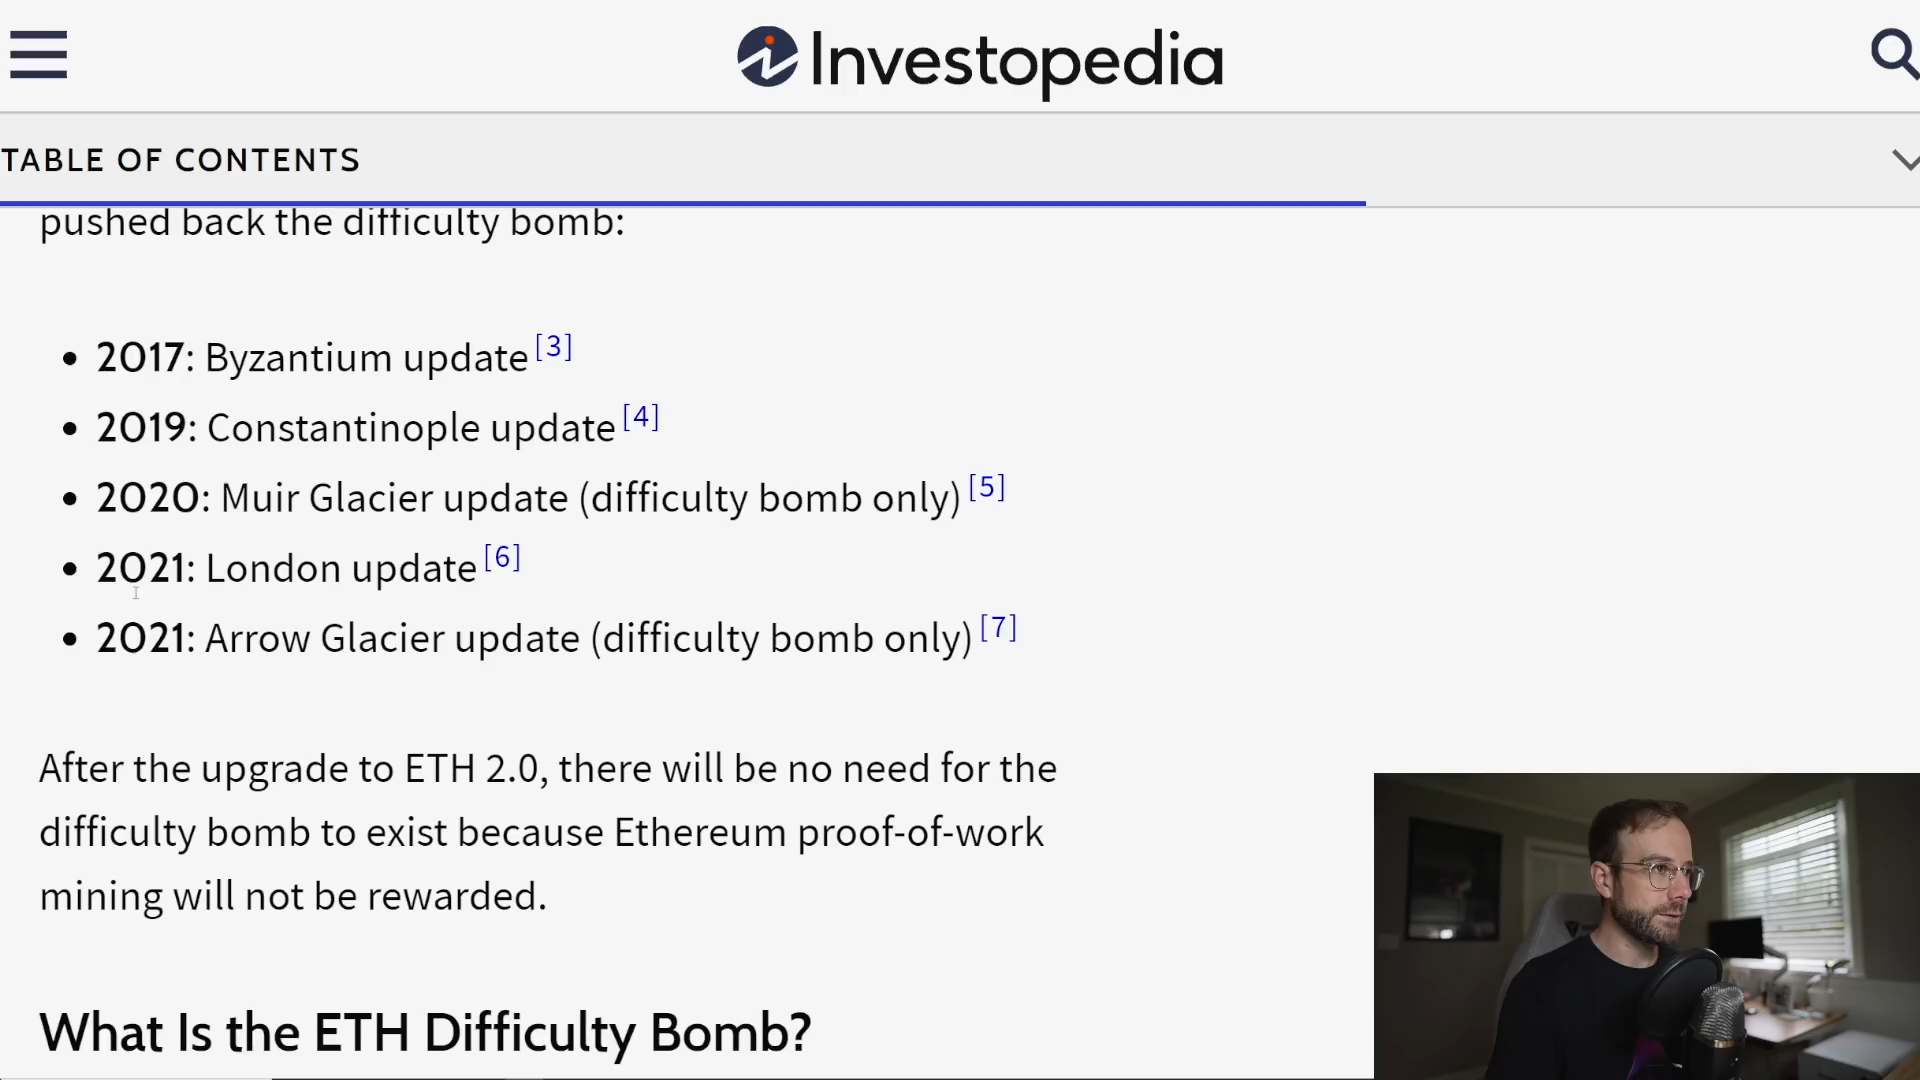 Investopedia
TABLE OF CONTENTS
pushed back the difficulty bomb:
• 2017: Byzantium update [3]
• 2019: Constantinople update [4]
• 2020: Muir Glacier update (difficulty bomb only) [5]
• 2021: London update [6]
• 2021: Arrow Glacier update (difficulty bomb only) [7]
After the upgrade to ETH 2.0, there will be no need for the
difficulty bomb to exist because Ethereum proof-of-work
mining will not be rewarded.
What Is the ETH Difficulty Bomb?